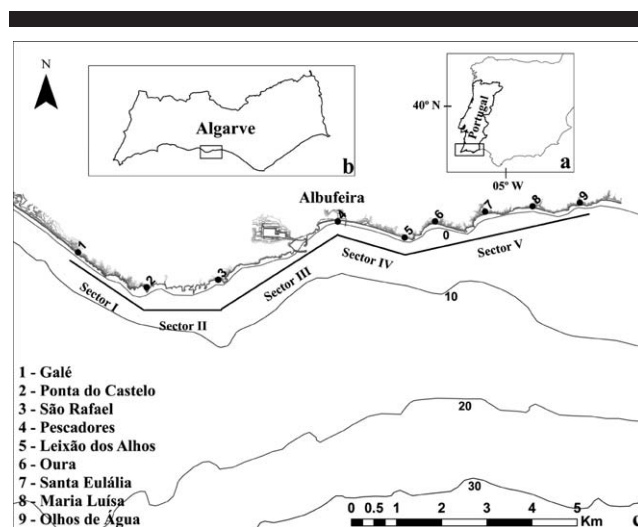 N
Algarve
b
40º N
Portugal
a
05º W
Albufeira
1
2
3
4
5
6
7
8
9
0
Sector I
Sector II
Sector III
Sector IV
Sector V
10
20
30
1 - Galé
2 - Ponta do Castelo
3 - São Rafael
4 - Pescadores
5 - Leixão dos Alhos
6 - Oura
7 - Santa Eulália
8 - Maria Luísa
9 - Olhos de Água
0 0.5 1 2 3 4 5
Km